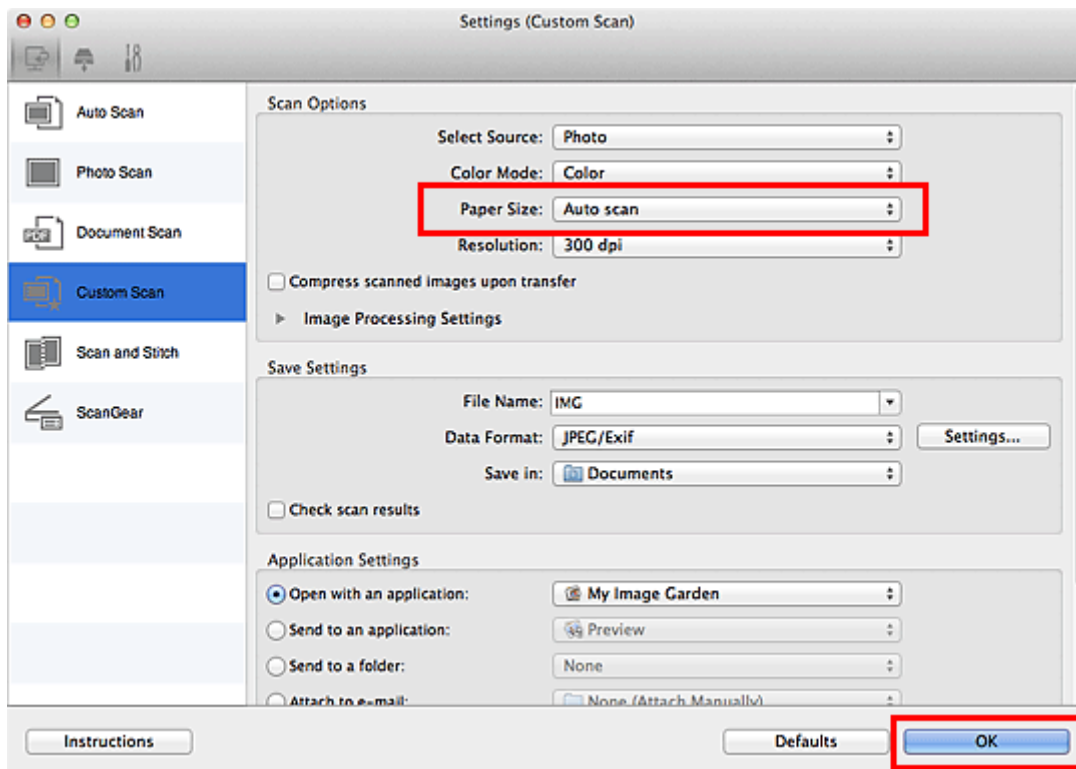 Settings (Custom Scan)
Auto Scan
Photo Scan
PDF
Document Scan
Custom Scan
Scan and Stitch
ScanGear
Scan Options
Select Source: Photo
Color Mode: Color
Paper Size: Auto scan
Resolution: 300 dpi
Compress scanned images upon transfer
Image Processing Settings
Save Settings
File Name: IMG
Data Format: JPEG/Exif Settings...
Save in: Documents
Check scan results
Application Settings
Open with an application: My Image Garden
Send to an application: Preview
Send to a folder: None
Attach to e-mail: None (Attach Manually)
Instructions Defaults OK